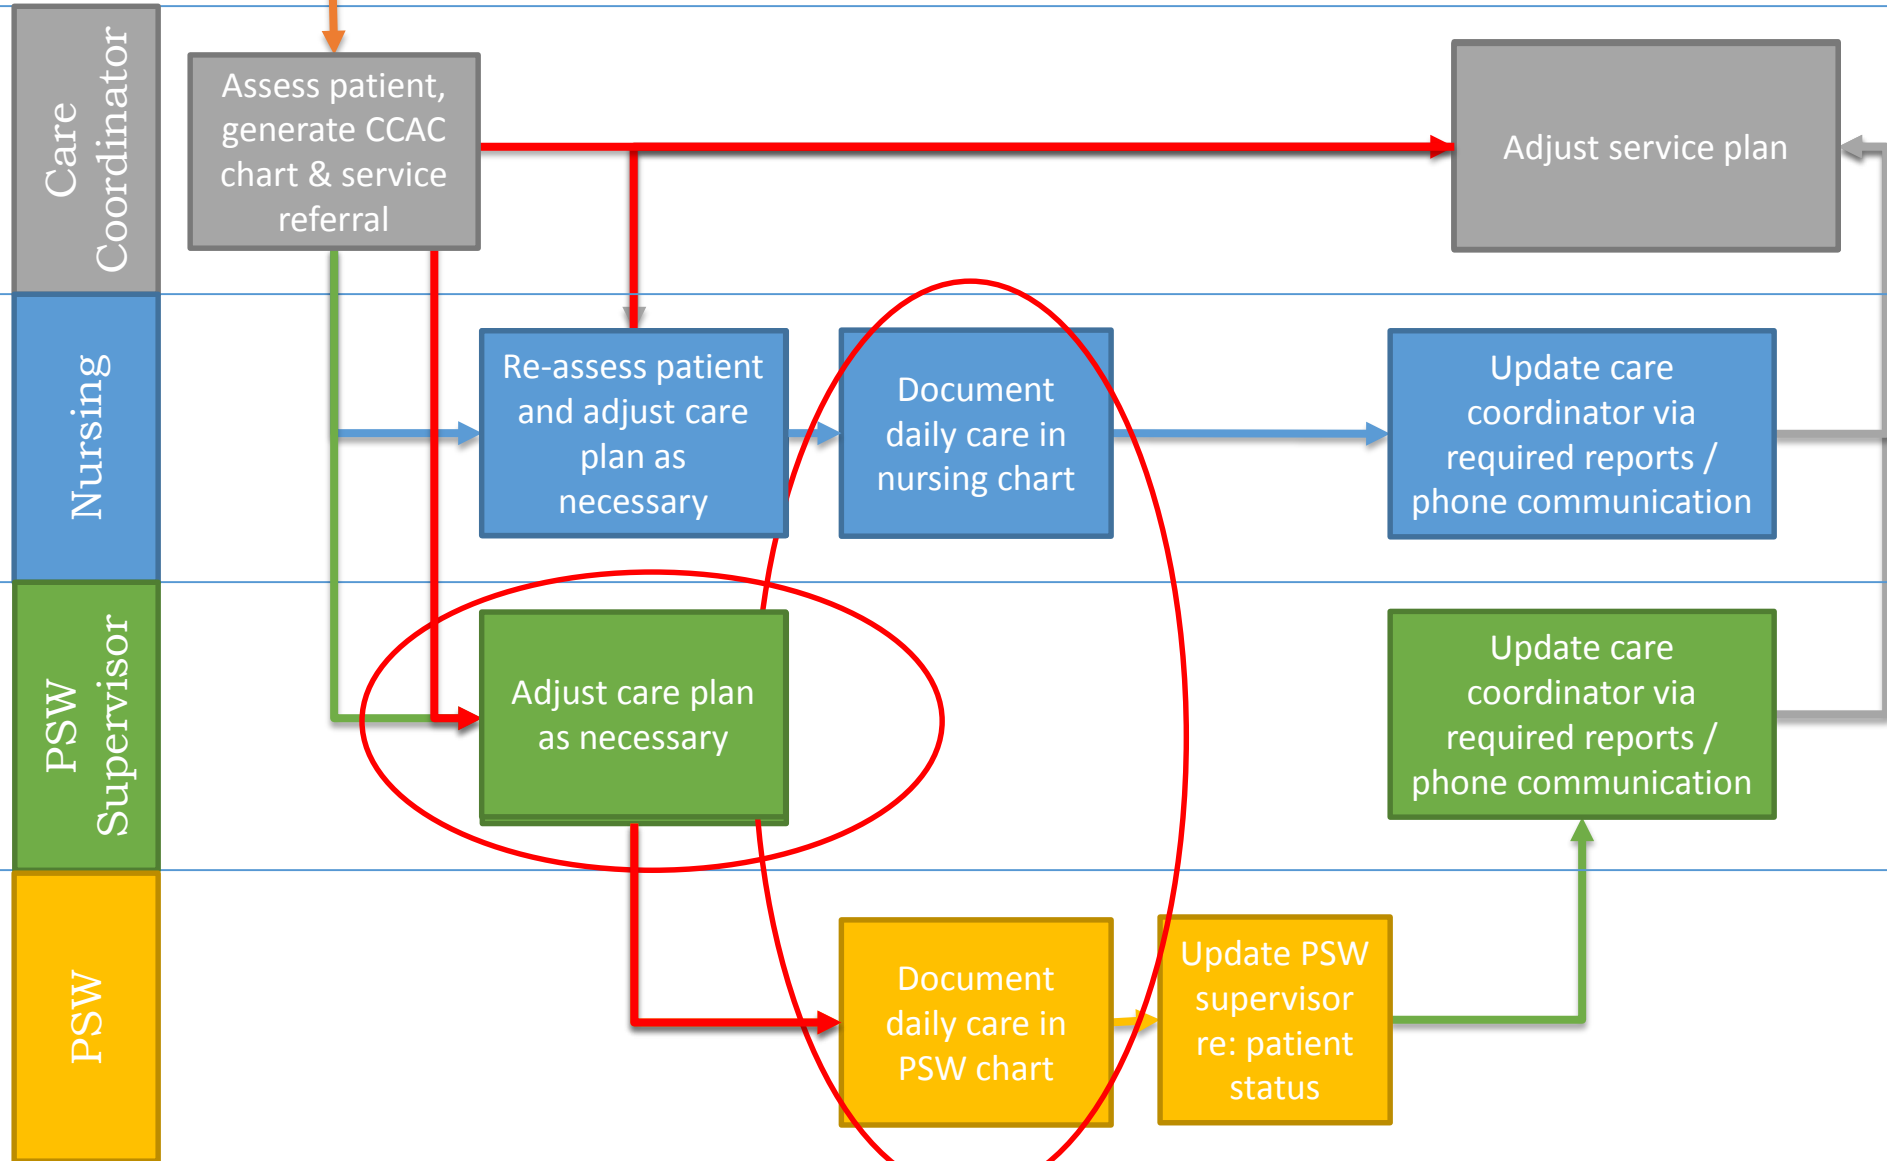 Care
Coordinator
Assess patient,
generate CCAC
chart & service
referral
Adjust service plan
Nursing
Re-assess patient
and adjust care
plan as
necessary
Document
daily care in
nursing chart
Update care
coordinator via
required reports /
phone communication
PSW
Supervisor
Adjust care plan
as necessary
Update care
coordinator via
required reports /
phone communication
PSW
Document
daily care in
PSW chart
Update PSW
supervisor
re: patient
status